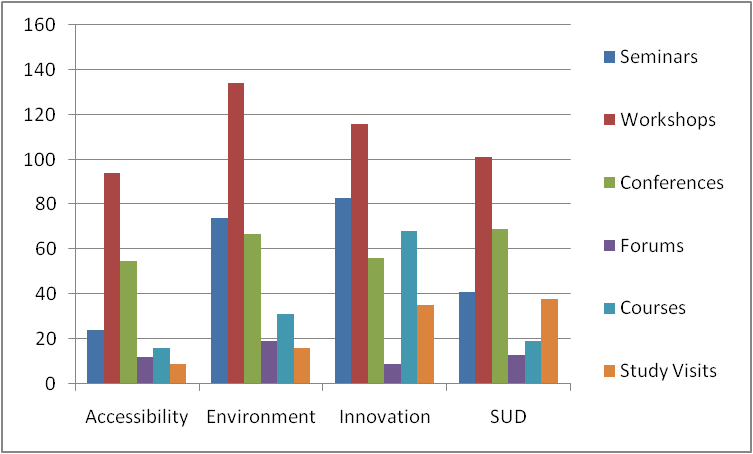 160
140
120
100
80
60
40
20
0
Accessibility Environment Innovation SUD
Seminars
Workshops
Conferences
Forums
Courses
Study Visits